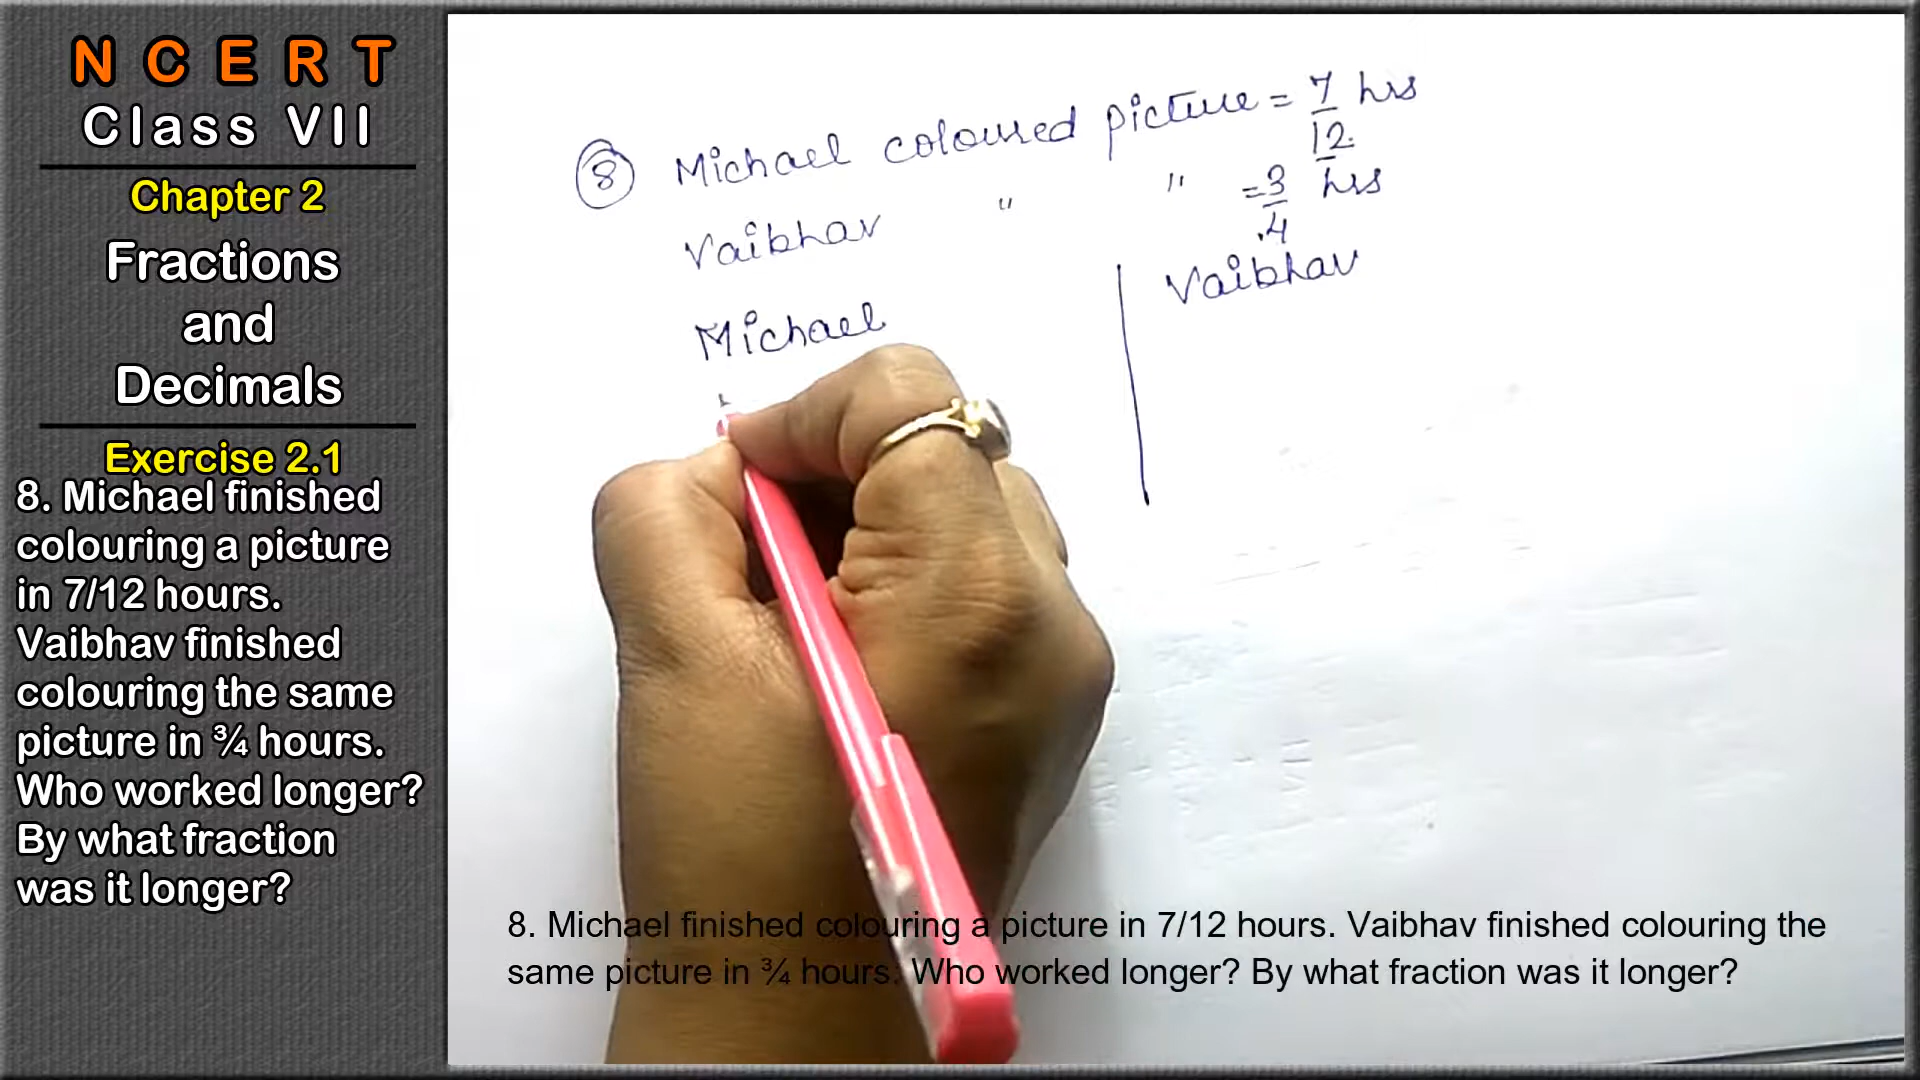 N C E R T
Class VII
Chapter 2
Fractions
and
Decimals
Exercise 2.1
8. Michael finished
colouring a picture
in 7/12 hours.
Vaibhav finished
colouring the same
picture in ¾ hours.
Who worked longer?
By what fraction
was it longer?
8 Michael coloured picture = 7/12 hrs
Vaibhav " " = 3/4 hrs
Michael
Vaibhav
8. Michael finished colouring a picture in 7/12 hours. Vaibhav finished colouring the
same picture in ¾ hours. Who worked longer? By what fraction was it longer?